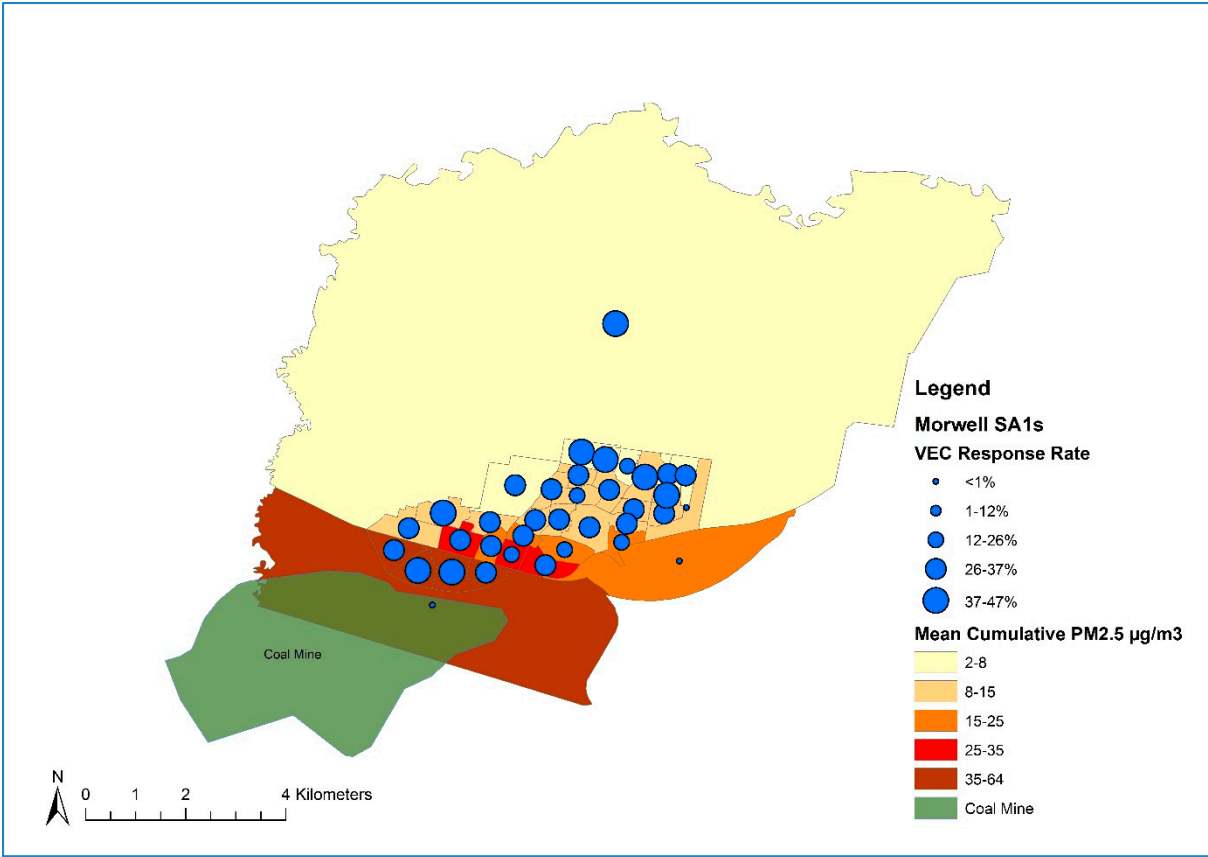 Legend
Morwell SA1s
VEC Response Rate
<1%
1-12%
12-26%
26-37%
37-47%
Mean Cumulative PM2.5 µg/m3
2-8
8-15
15-25
25-35
35-64
Coal Mine
Coal Mine
N
0 1 2 4 Kilometers